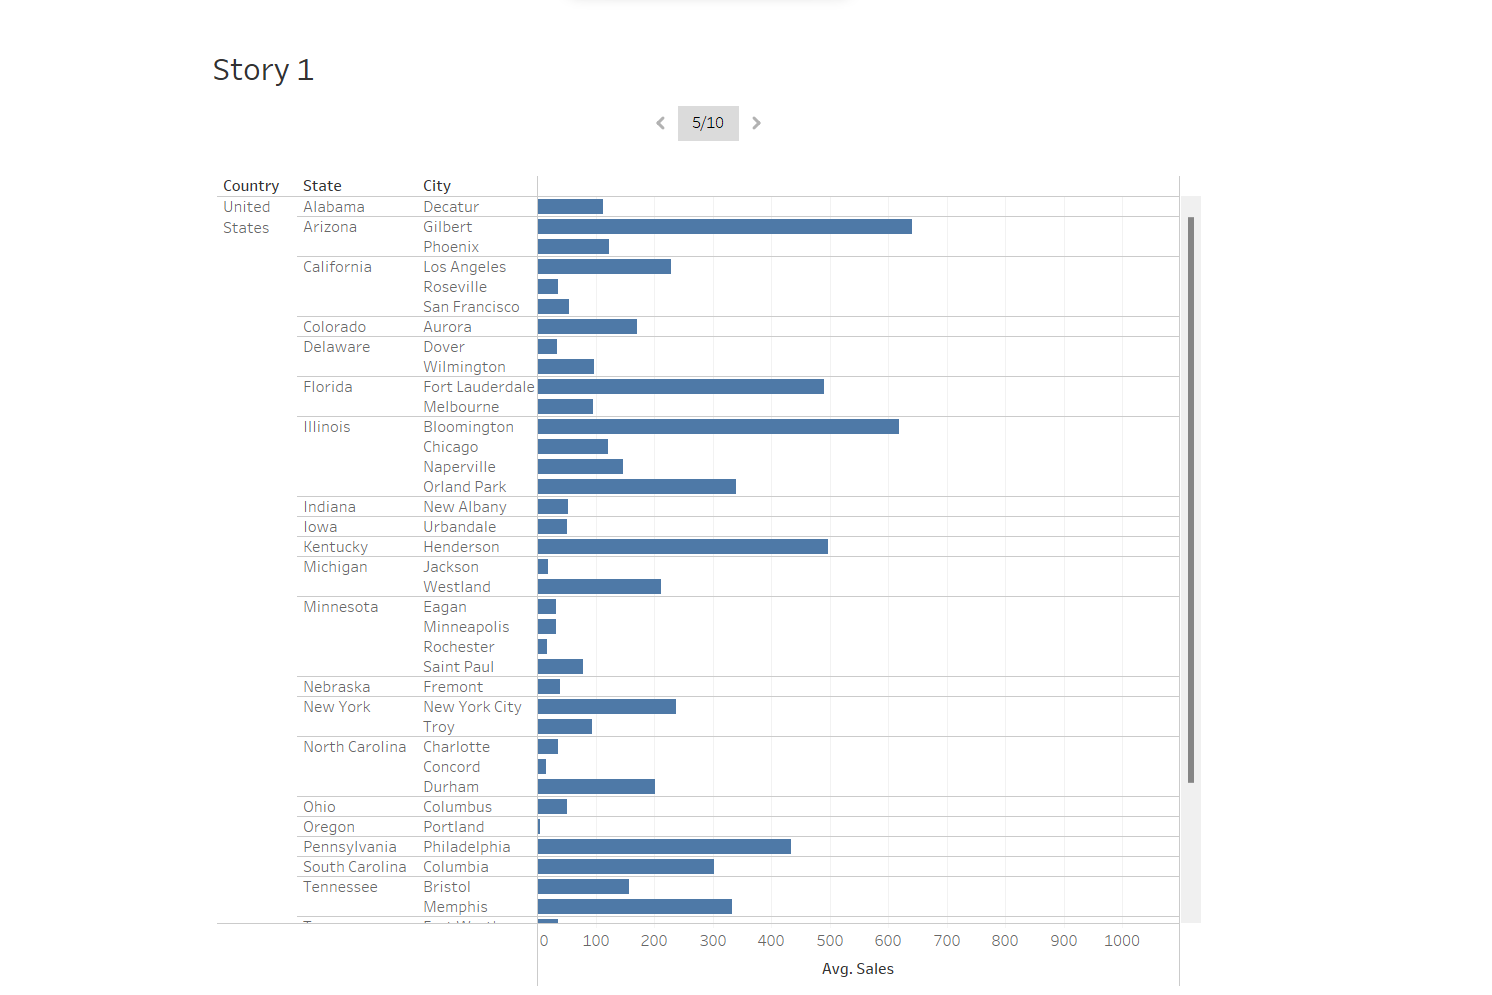 Story 1
5/10
Country State City
United Alabama Decatur
States Arizona Gilbert
Phoenix
California Los Angeles
Roseville
San Francisco
Colorado Aurora
Delaware Dover
Wilmington
Florida Fort Lauderdale
Melbourne
Illinois Bloomington
Chicago
Naperville
Orland Park
Indiana New Albany
Iowa Urbandale
Kentucky Henderson
Michigan Jackson
Westland
Minnesota Eagan
Minneapolis
Rochester
Saint Paul
Nebraska Fremont
New York New York City
Troy
North Carolina Charlotte
Concord
Durham
Ohio Columbus
Oregon Portland
Pennsylvania Philadelphia
South Carolina Columbia
Tennessee Bristol
Memphis
0 100 200 300 400 500 600 700 800 900 1000
Avg. Sales